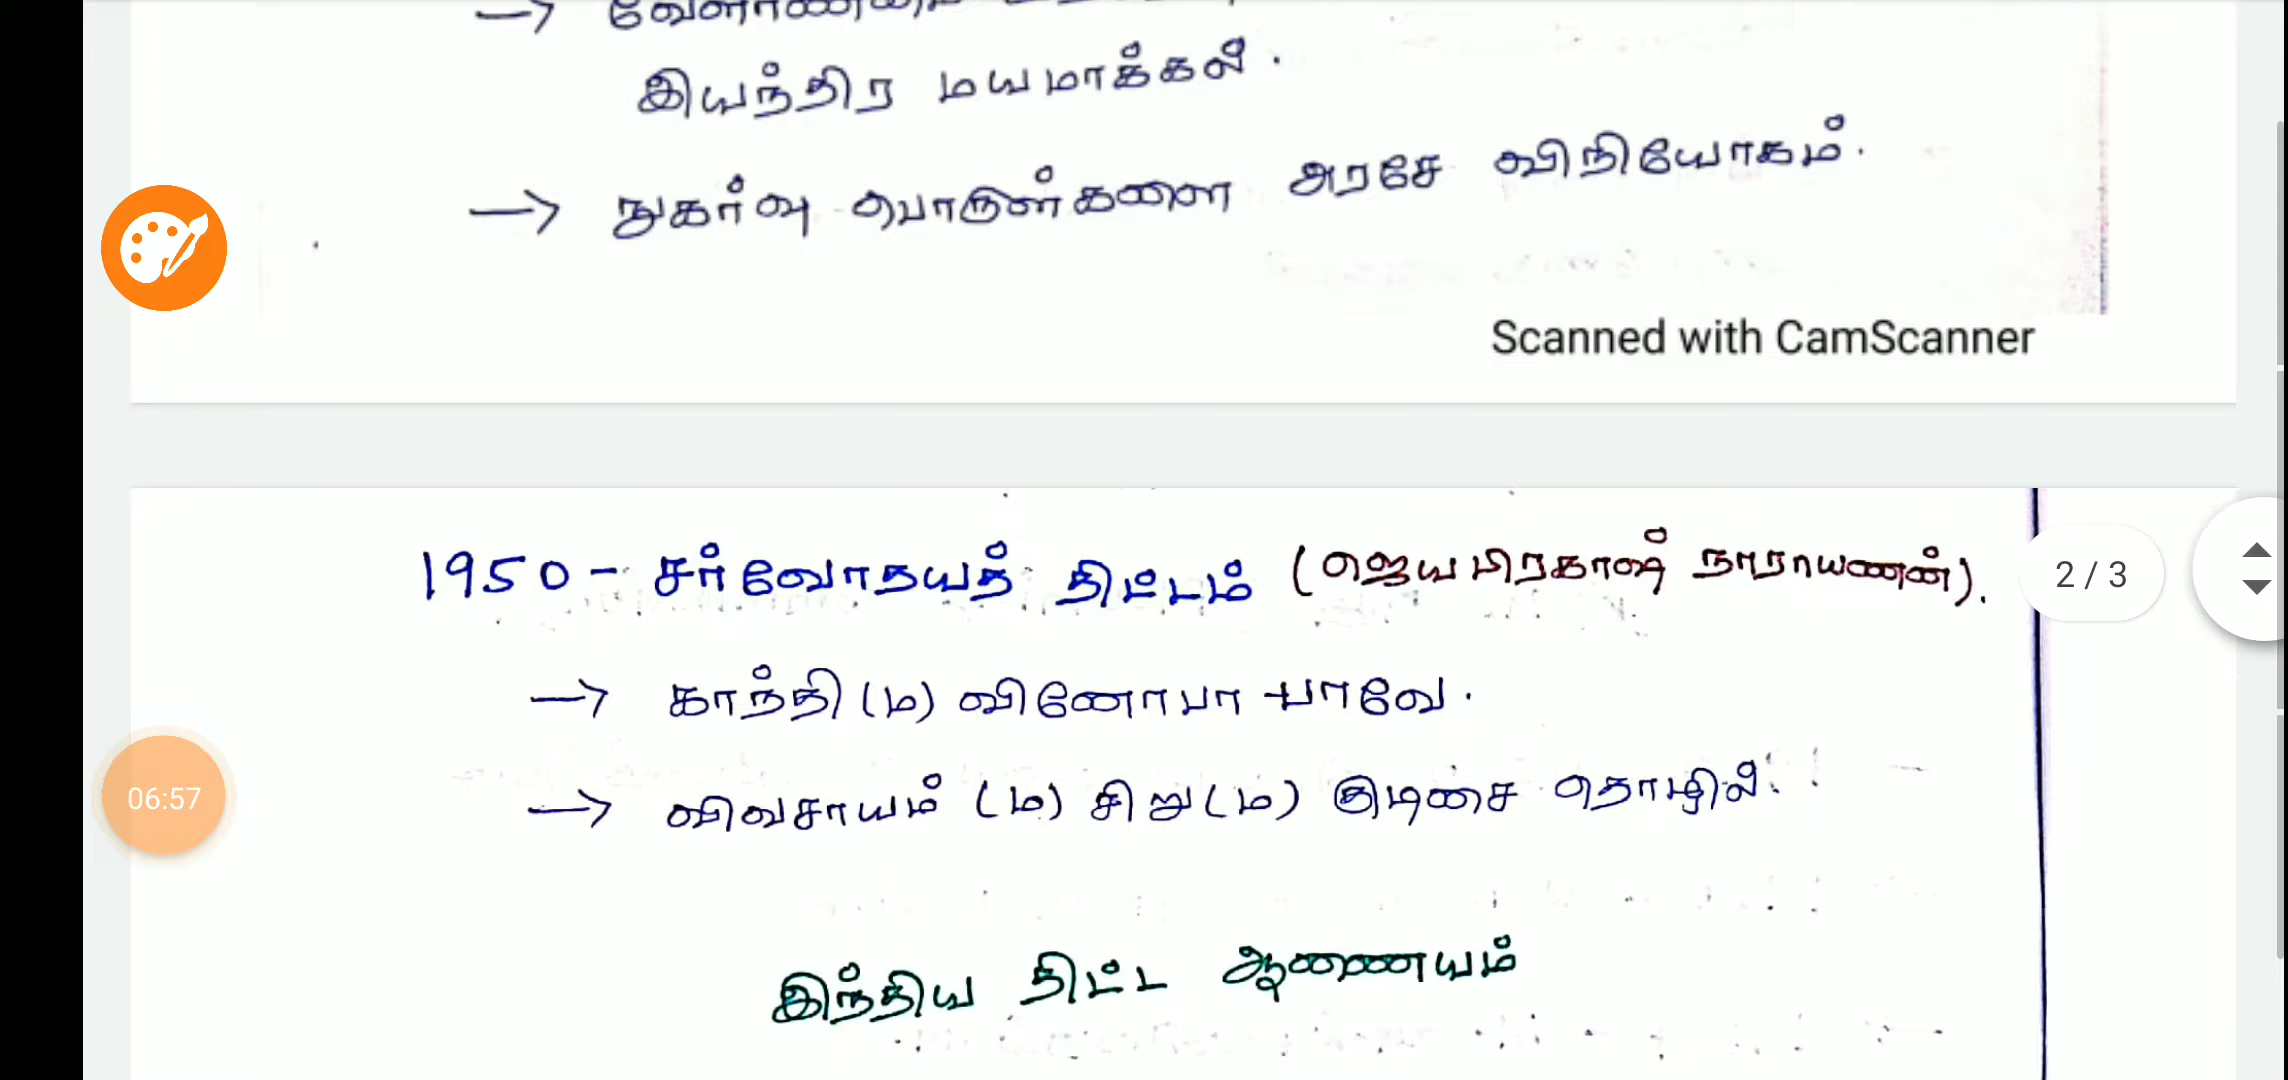 → வேளாண்மை
இயந்திர மயமாக்கல்.
→ நுகர்வு பொருள்களை அரசே விநியோகம்.
Scanned with CamScanner
1950 - சர்வோதயத் திட்டம் (ஜெயபிரகாஷ் நாராயணன்).
2 / 3
→ காந்தி (ம) வினோபா பாவே.
→ விவசாயம் (ம) சிறு (ம) குடிசை தொழில்.
06:57
இந்திய திட்ட ஆணையம்